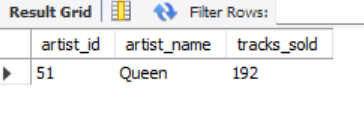 Result Grid Filter Rows:
artist_id artist_name tracks_sold
51 Queen 192